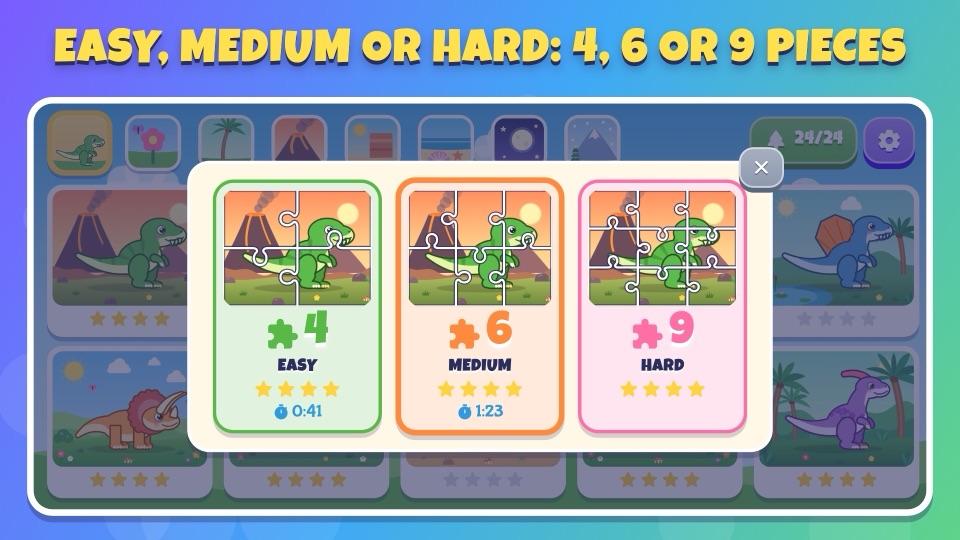 EASY, MEDIUM OR HARD: 4, 6 OR 9 PIECES
24/24
4
EASY
0:41
6
MEDIUM
1:23
9
HARD